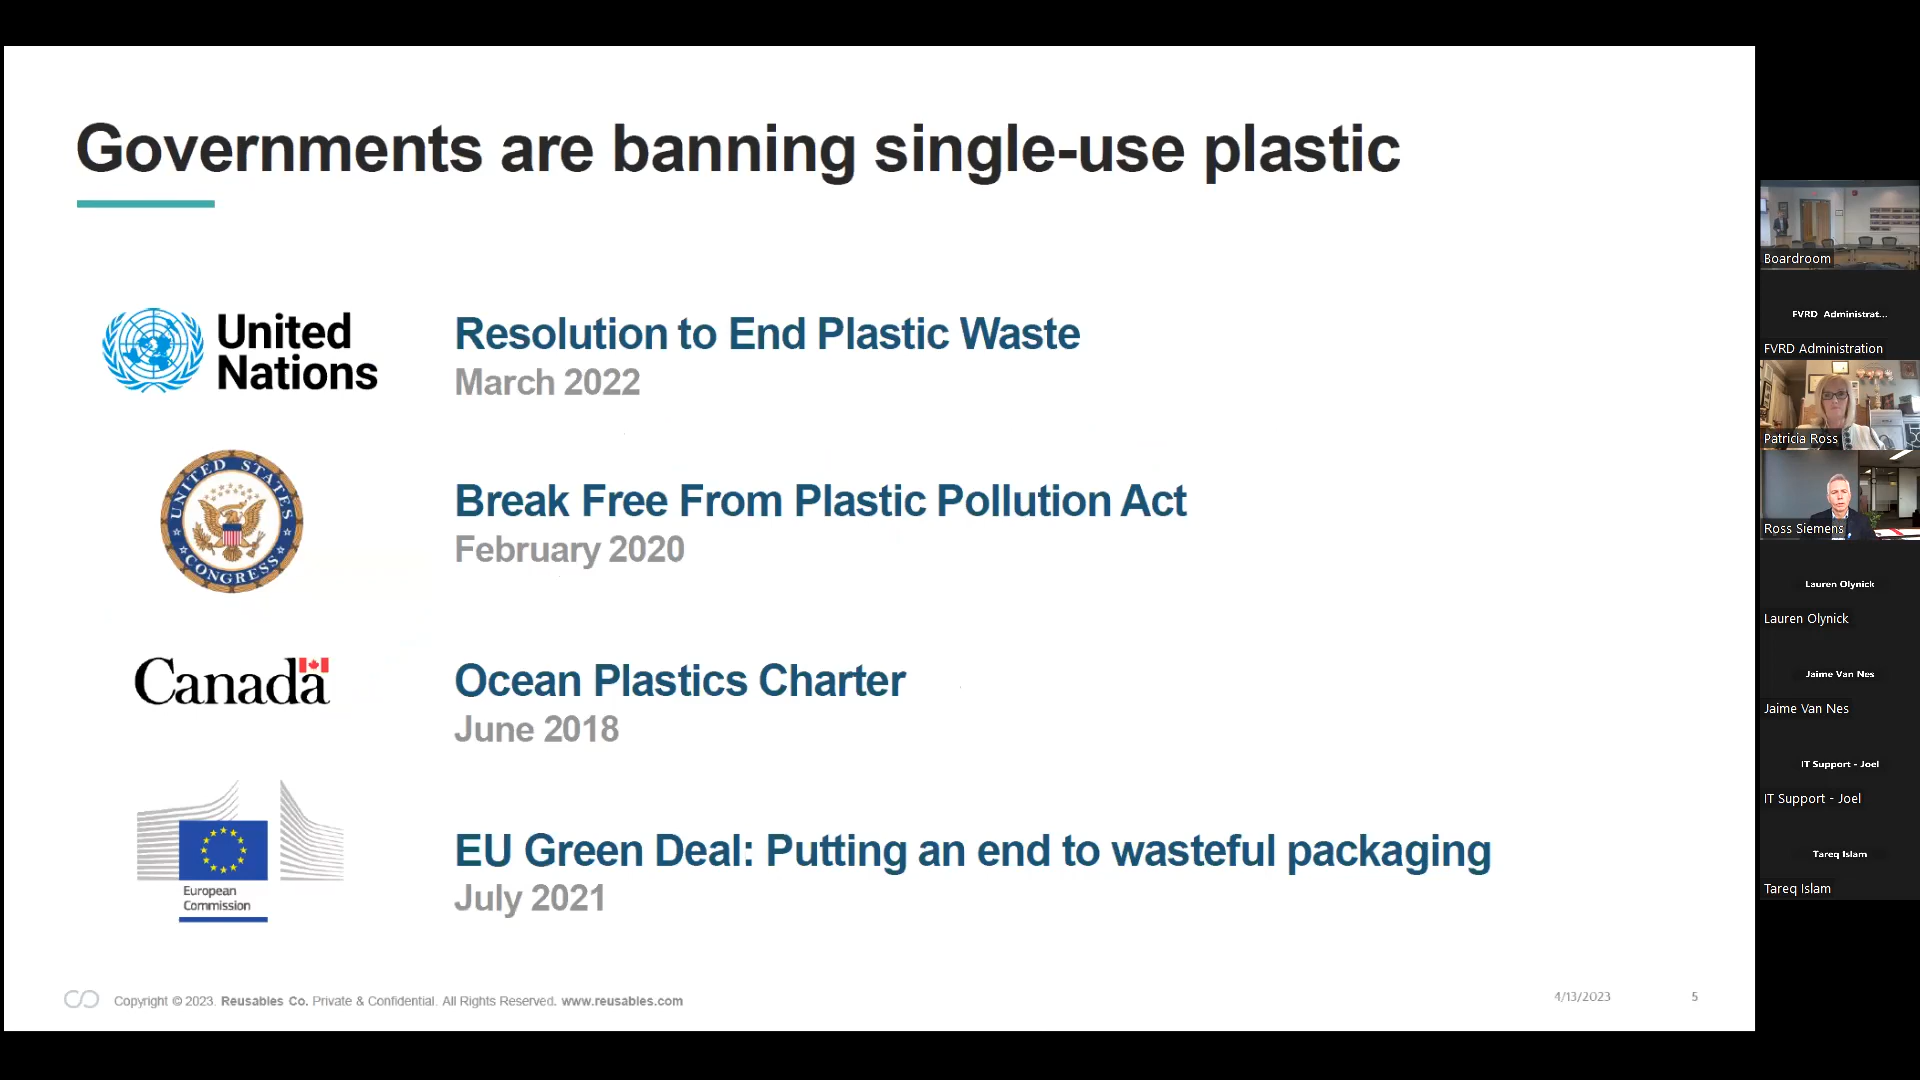 Governments are banning single-use plastic
United
Nations
Resolution to End Plastic Waste
March 2022
UNITED STATES
CONGRESS
Break Free From Plastic Pollution Act
February 2020
Canada
Ocean Plastics Charter
June 2018
European
Commission
EU Green Deal: Putting an end to wasteful packaging
July 2021
Copyright © 2023. Reusables Co. Private & Confidential. All Rights Reserved. www.reusables.com
4/13/2023
5
Boardroom
FVRD Administrat...
FVRD Administration
Patricia Ross
Ross Siemens
Lauren Olynick
Lauren Olynick
Jaime Van Nes
Jaime Van Nes
IT Support - Joel
IT Support - Joel
Tareq Islam
Tareq Islam